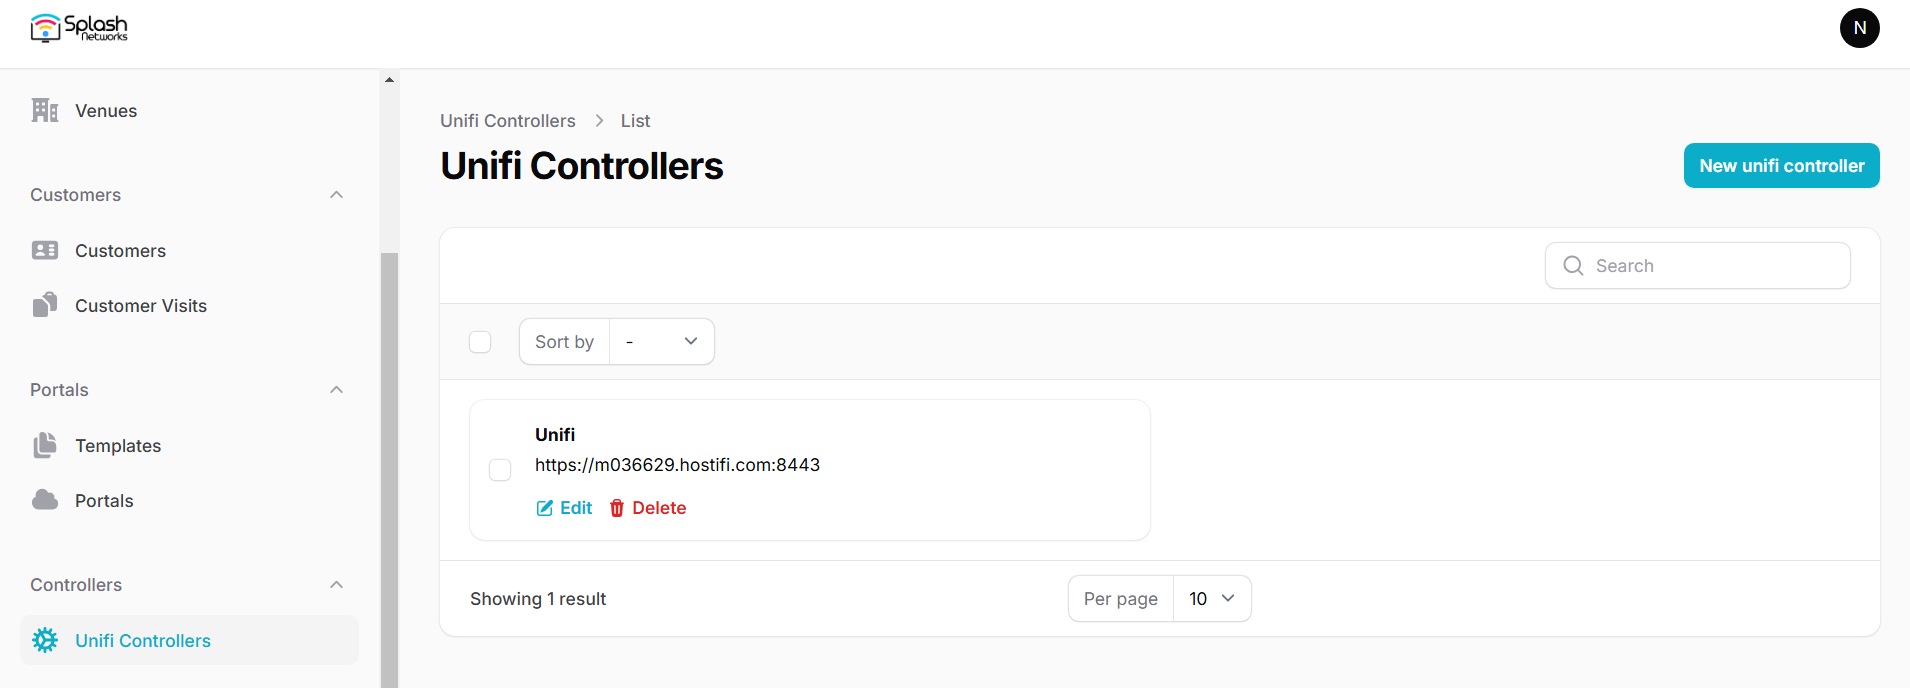 Splash
Networks
N
Venues
Customers
Customers
Customer Visits
Portals
Templates
Portals
Controllers
Unifi Controllers
Unifi Controllers > List
Unifi Controllers
New unifi controller
Search
Sort by -
Unifi
https://m036629.hostifi.com:8443
Edit Delete
Showing 1 result
Per page 10